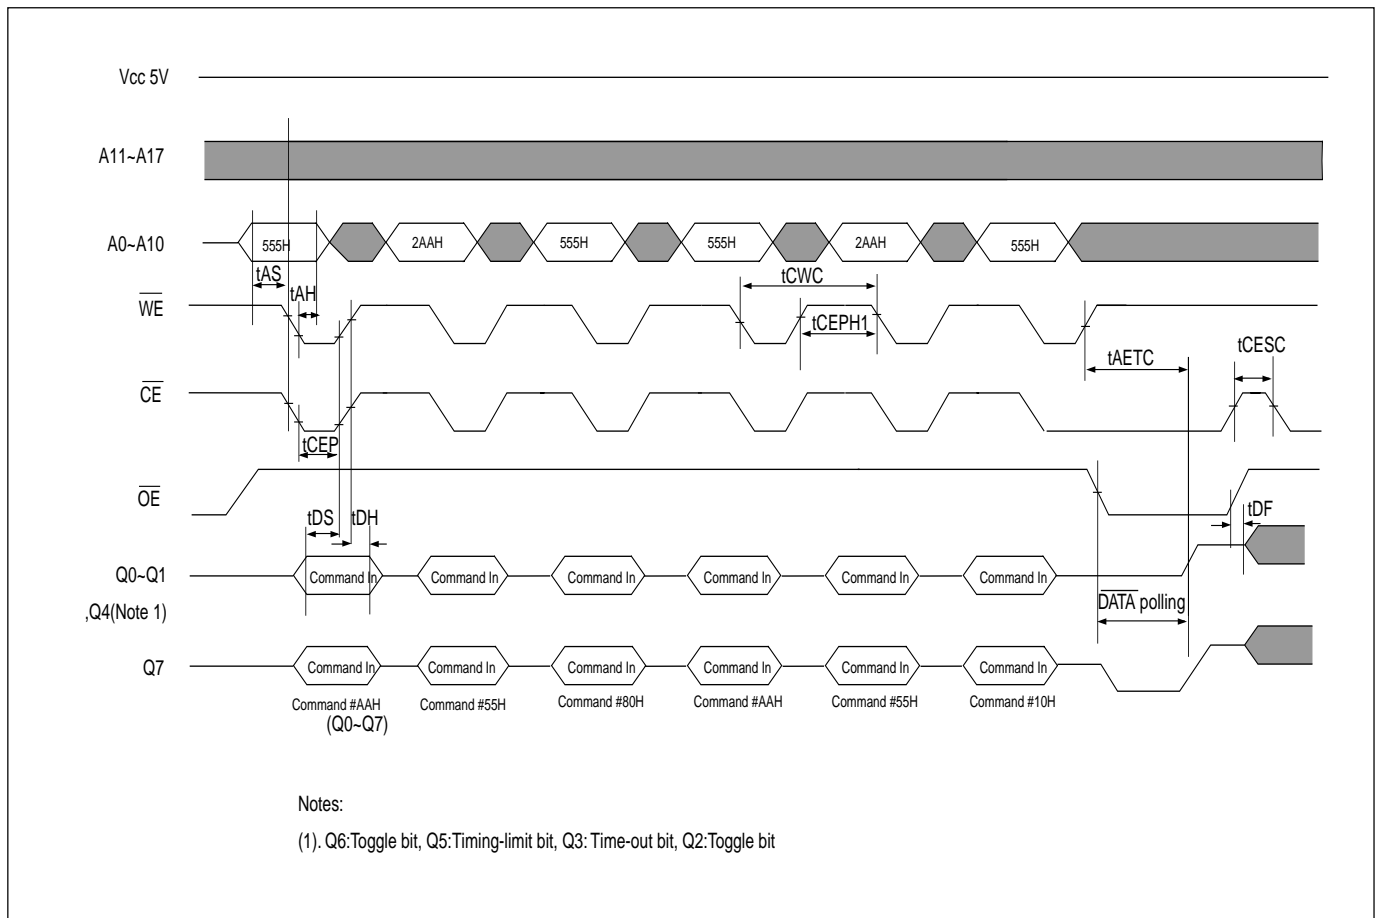 Vcc 5V
A11~A17
A0~A10
555H
2AAH
555H
555H
2AAH
555H
tAS
tAH
tCWC
WE
tCEPH1
tAETC
tCESC
CE
tCEP
OE
tDS
tDH
tDF
Q0~Q1
Command In
Command In
Command In
Command In
Command In
Command In
,Q4(Note 1)
DATA polling
Q7
Command In
Command In
Command In
Command In
Command In
Command In
Command #AAH
Command #55H
Command #80H
Command #AAH
Command #55H
Command #10H
(Q0~Q7)
Notes:
(1). Q6:Toggle bit, Q5:Timing-limit bit, Q3: Time-out bit, Q2:Toggle bit